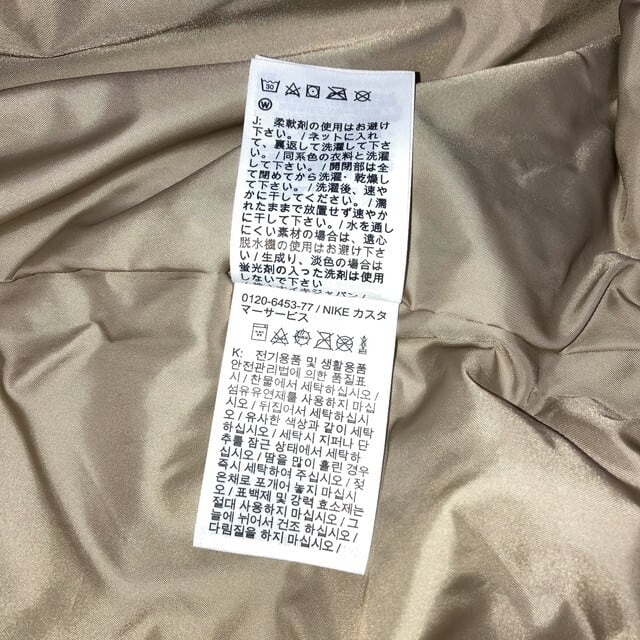 30
W
J: 柔軟剤の使用はお避け
下さい。/ ネットに入れ
て、裏返して洗濯して下さ
い。/ 同系色の衣料と洗濯
して下さい。/ 開閉部は全
て閉めてから洗濯・乾燥し
て下さい。/ 洗濯後、速や
かに干してください。/ 濡
れたままで放置せず速やか
に干して下さい。/ 水を通し
にくい素材の場合は、遠心
脱水機の使用はお避け下さ
い / 生成り、淡色の場合は
蛍光剤の入った洗剤は使用
しないで下さい
0120-6453-77 / NIKE カスタ
マーサービス
K: 전기용품 및 생활용품
안전관리법에 의한 품질표
시 / 찬물에서 세탁하십시오 /
섬유유연제를 사용하지 마십
시오 / 뒤집어서 세탁하십시
오 / 유사한 색상과 같이 세탁
하십시오 / 세탁시 지퍼나 단
추를 잠근 상태에서 하
십시오 / 땀을 많이 흘린 경우
즉시 세탁하여 주십시오 / 젖
은채로 포개어 놓지 마십시
오 / 표백제 및 강력 효소제는
절대 사용하지 마십시오 / 그
늘에 뉘어서 건조 하십시오 /
다림질을 하지 마십시오 /